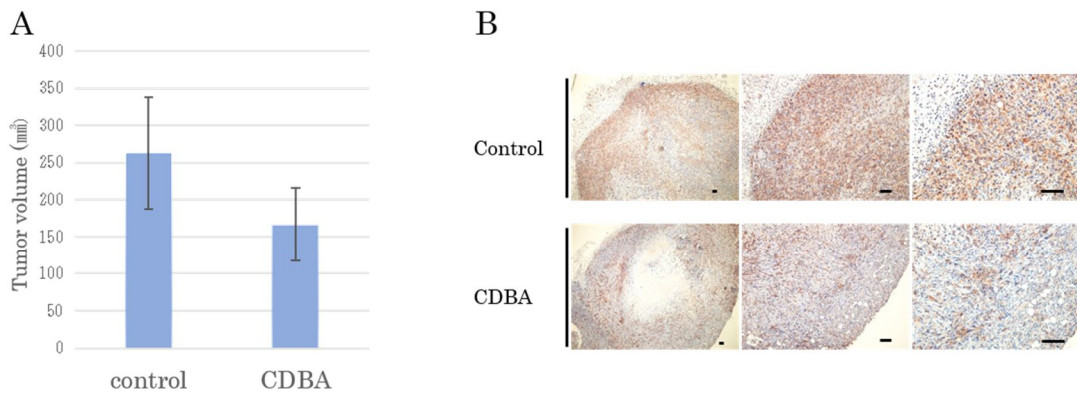 A
Tumor volume (㎣)
400
350
300
250
200
150
100
50
0
control
CDBA
B
Control
CDBA